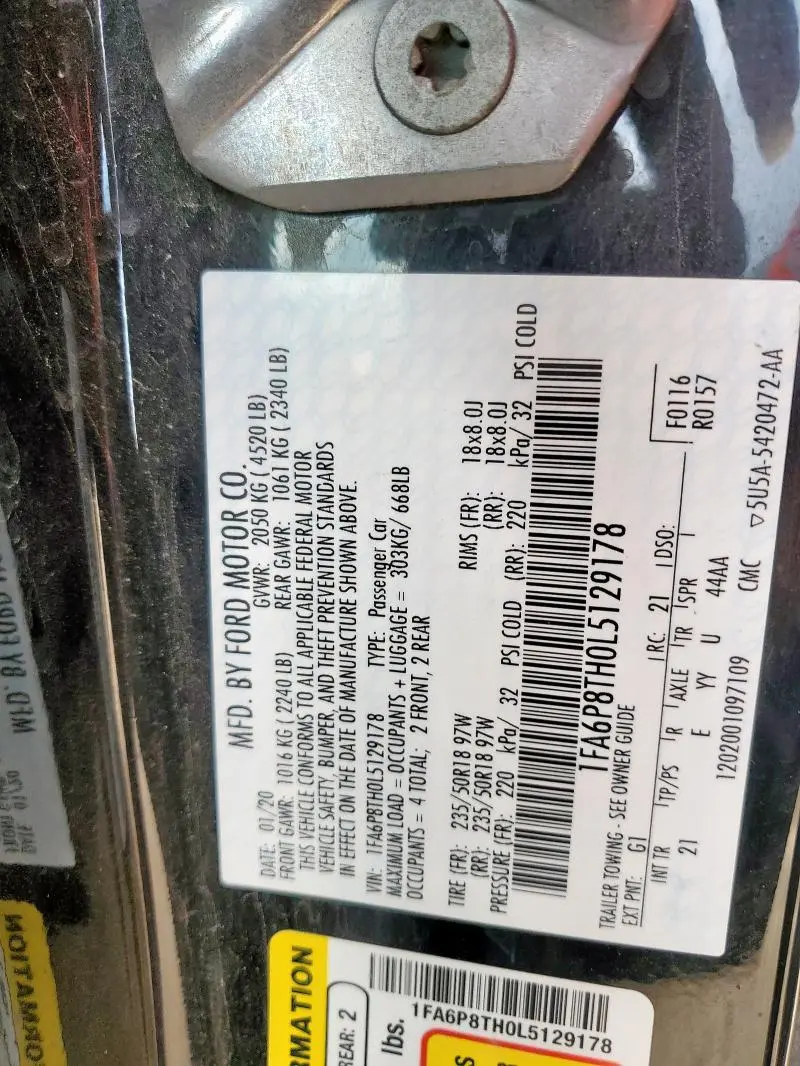 MFD. BY FORD MOTOR CO.
DATE: 01/20 GVWR: 2050 KG ( 4520 LB)
FRONT GAWR: 1016 KG ( 2240 LB) REAR GAWR: 1061 KG ( 2340 LB)
THIS VEHICLE CONFORMS TO ALL APPLICABLE FEDERAL MOTOR
VEHICLE SAFETY, BUMPER, AND THEFT PREVENTION STANDARDS
IN EFFECT ON THE DATE OF MANUFACTURE SHOWN ABOVE.
VIN: 1FA6P8TH0L5129178 TYPE: Passenger Car
MAXIMUM LOAD = OCCUPANTS + LUGGAGE = 303KG/ 668LB
OCCUPANTS = 4 TOTAL; 2 FRONT, 2 REAR
TIRE (FR): 235/50R18 97W RIMS (FR): 18x8.0J
(RR): 235/50R18 97W (RR): 18x8.0J
PRESSURE (FR): 220 kPa/ 32 PSI COLD (RR): 220 kPa/ 32 PSI COLD
1FA6P8TH0L5129178
TRAILER TOWING - SEE OWNER GUIDE
EXT PNT: G1 RC: 21 DSO:
F0116
R0157
INT TR TP/PS R AXLE TR SPR
21 E YY U 44AA
1202001097109 CMC ▽5U5A-5420472-AA
RMATION
REAR: 2
lbs.
1FA6P8TH0L5129178